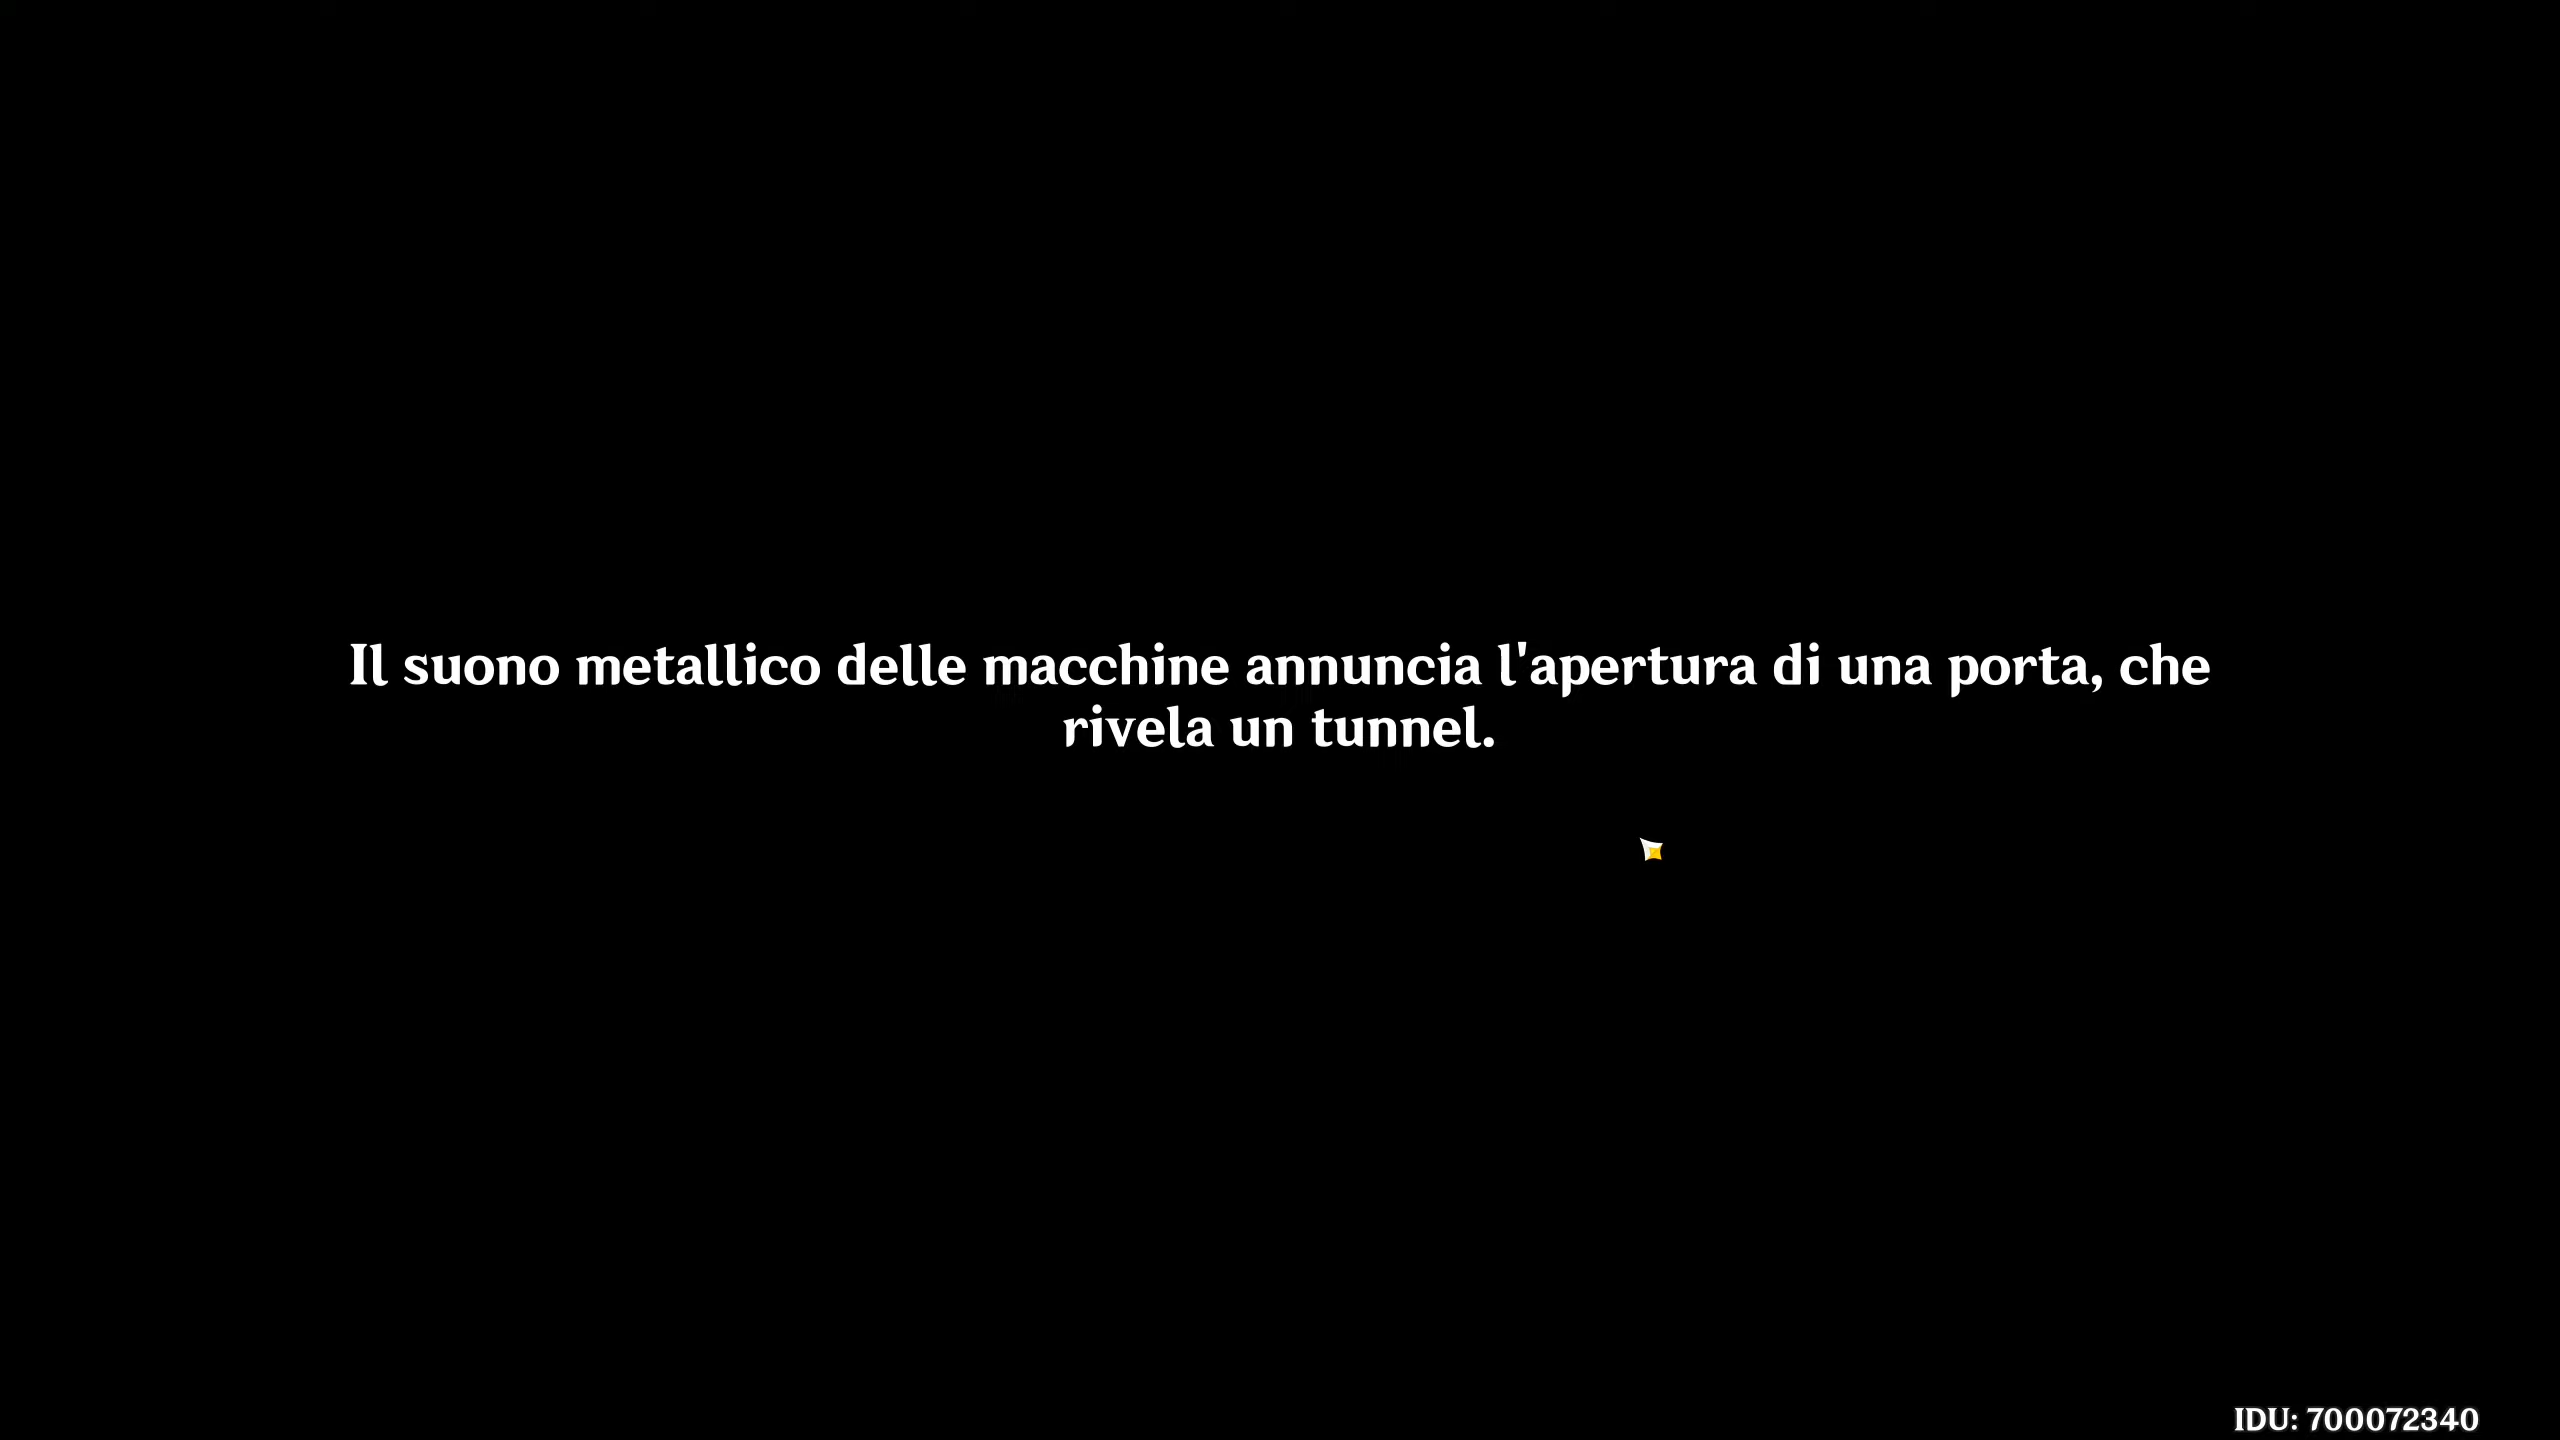 Il suono metallico delle macchine annuncia l'apertura di una porta, che
rivela un tunnel.
IDU: 700072340